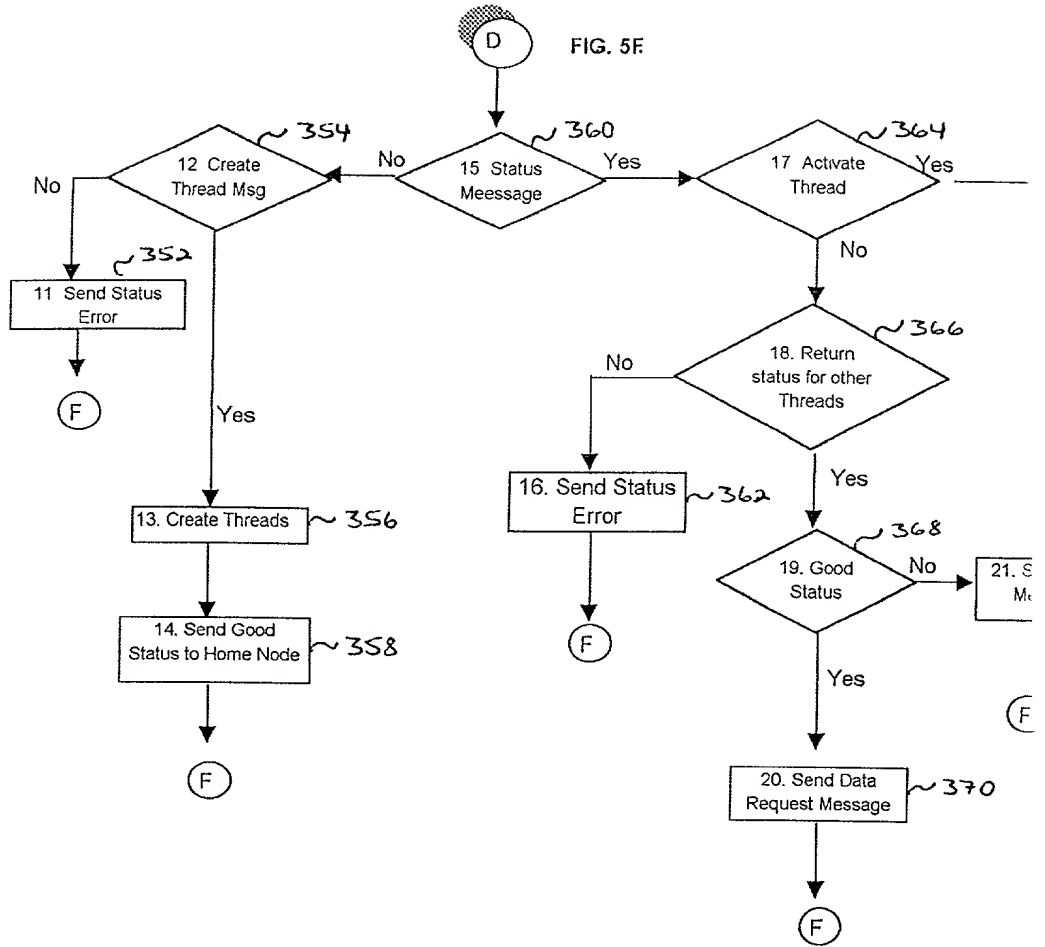 D
FIG. 5F.
354
360
364
12 Create
Thread Msg
No
15 Status
Meessage
Yes
17 Activate
Thread
Yes
No
352
11 Send Status
Error
F
Yes
No
366
18. Return
status for other
Threads
No
Yes
16. Send Status
Error
362
F
13. Create Threads
356
368
19. Good
Status
No
21. S
14. Send Good
Status to Home Node
358
F
Yes
F
20. Send Data
Request Message
370
F